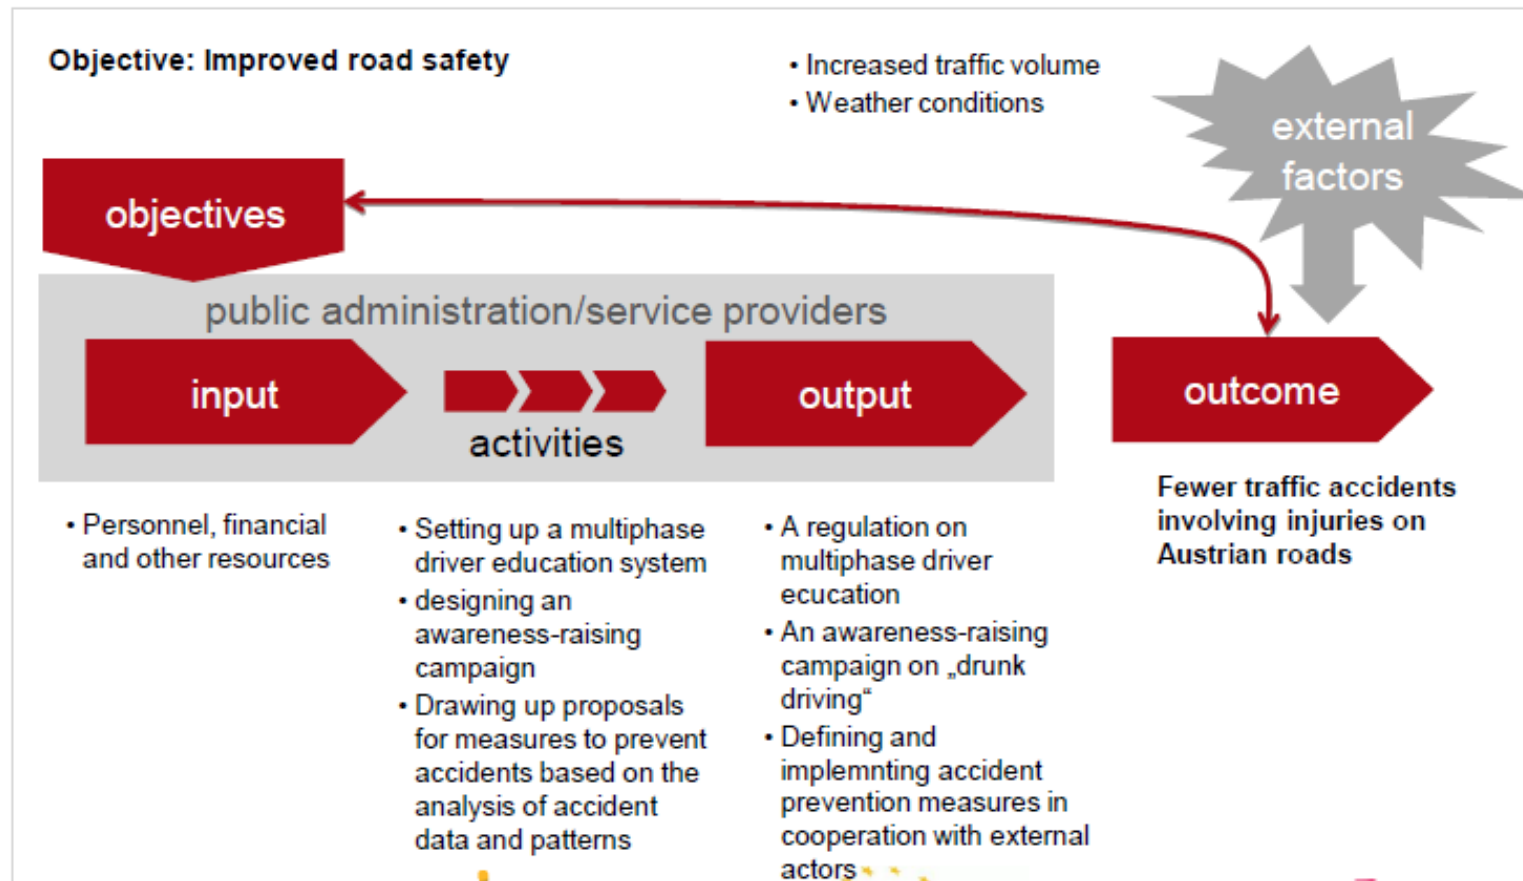 Objective: Improved road safety
• Increased traffic volume
• Weather conditions
external
factors
objectives
public administration/service providers
input
activities
output
outcome
• Personnel, financial
and other resources
• Setting up a multiphase
driver education system
• designing an
awareness-raising
campaign
• Drawing up proposals
for measures to prevent
accidents based on the
analysis of accident
data and patterns
• A regulation on
multiphase driver
ecucation
• An awareness-raising
campaign on „drunk
driving“
• Defining and
implemnting accident
prevention measures in
cooperation with external
actors
Fewer traffic accidents
involving injuries on
Austrian roads